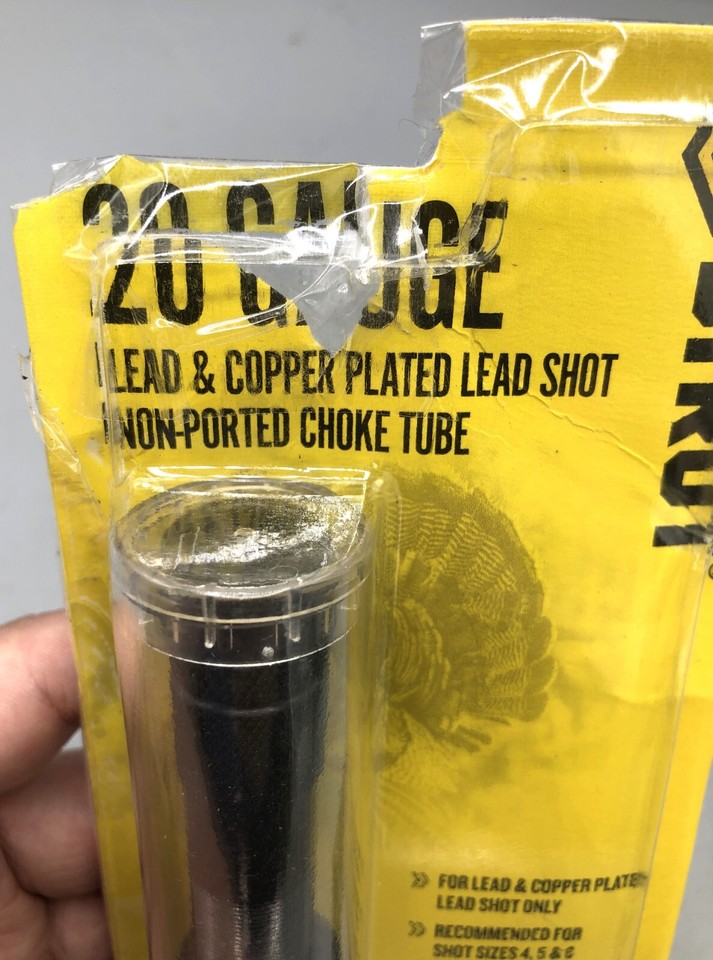 20 GAUGE
LEAD & COPPER PLATED LEAD SHOT
NON-PORTED CHOKE TUBE
» FOR LEAD & COPPER PLATED
LEAD SHOT ONLY
» RECOMMENDED FOR
SHOT SIZES 4, 5 & 6